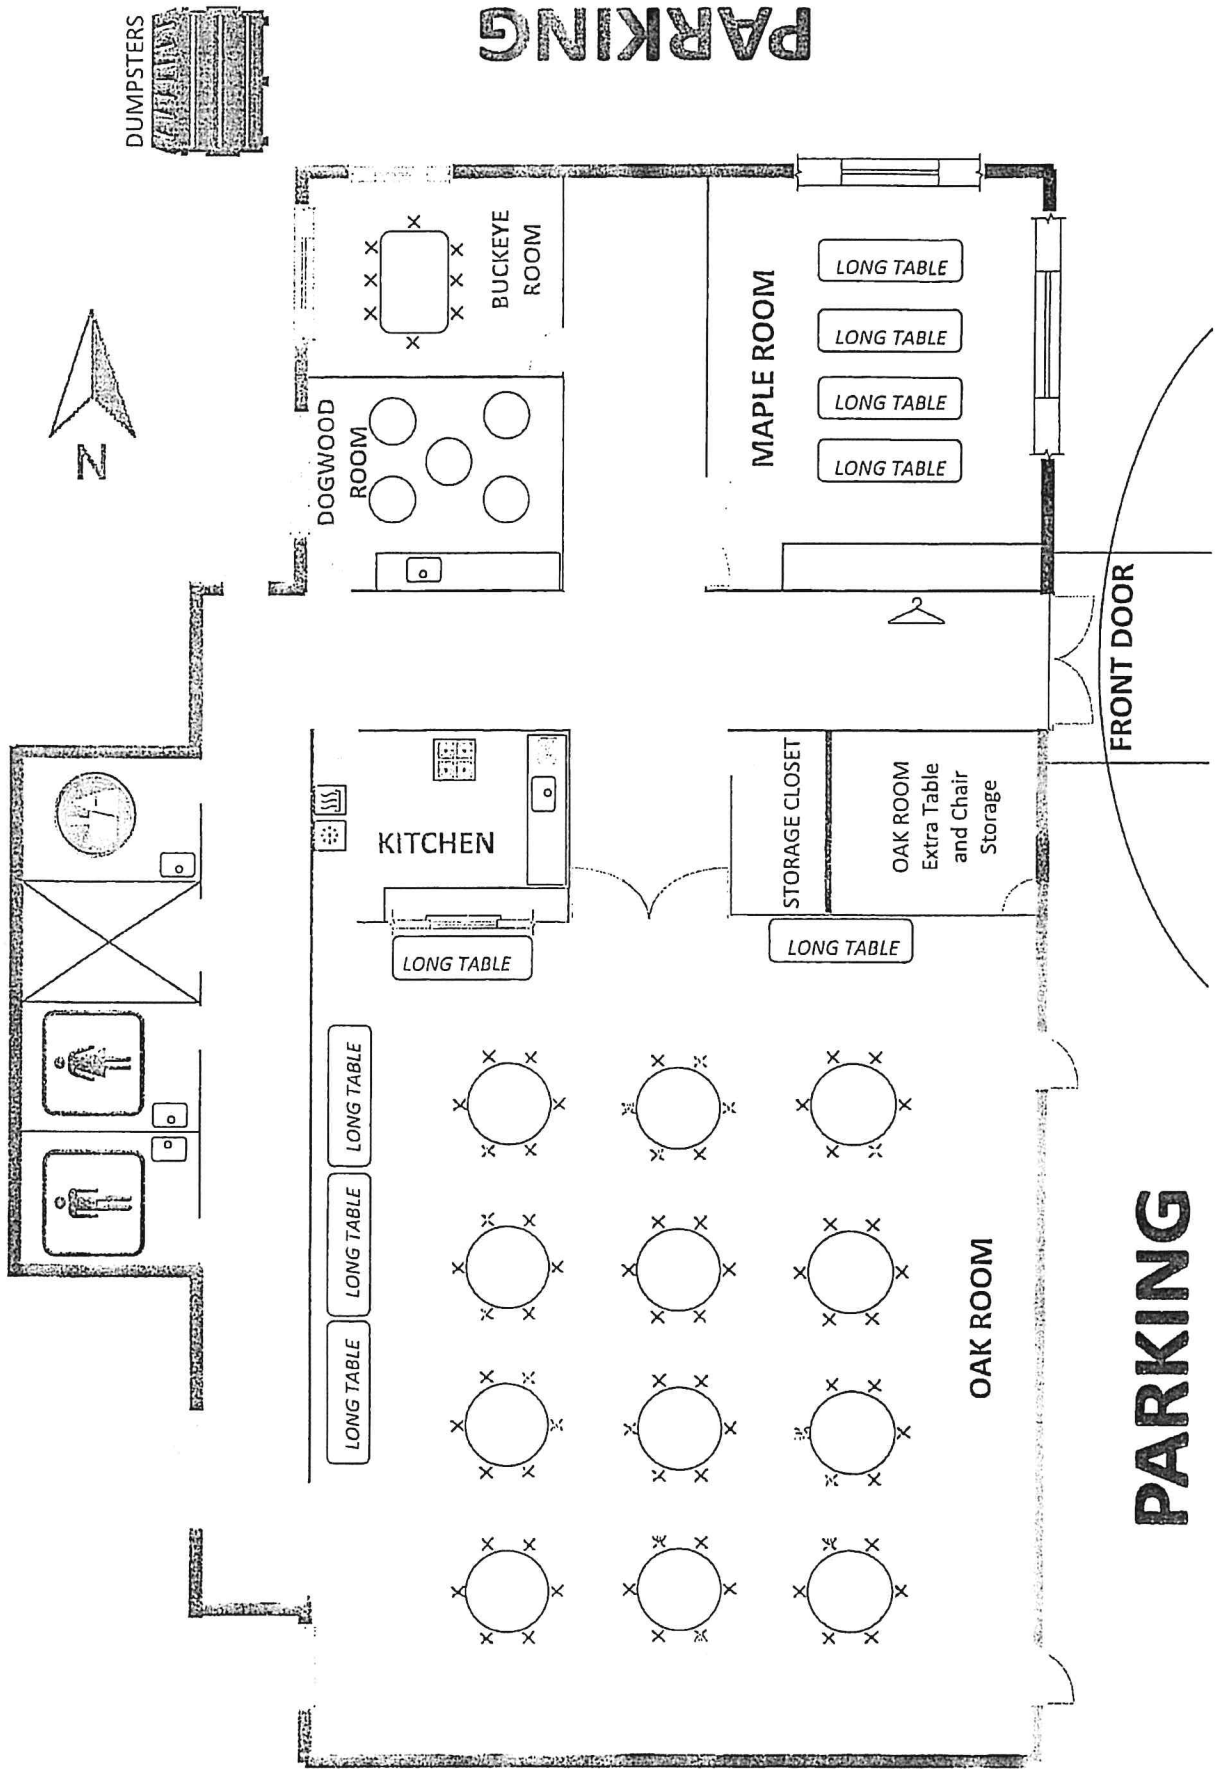 DUMPSTERS
PARKING
N
BUCKEYE
ROOM
DOGWOOD
ROOM
MAPLE ROOM
LONG TABLE
LONG TABLE
LONG TABLE
LONG TABLE
KITCHEN
STORAGE CLOSET
OAK ROOM
Extra Table
and Chair
Storage
FRONT DOOR
LONG TABLE
LONG TABLE
LONG TABLE
LONG TABLE
LONG TABLE
OAK ROOM
PARKING